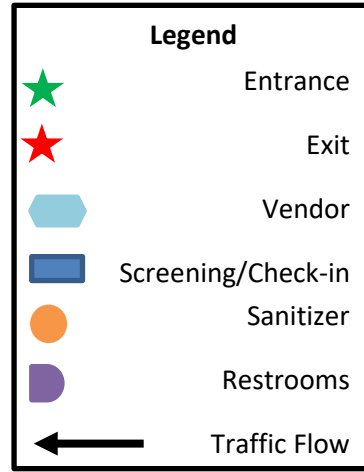 Legend
Entrance
Exit
Vendor
Screening/Check-in
Sanitizer
Restrooms
Traffic Flow